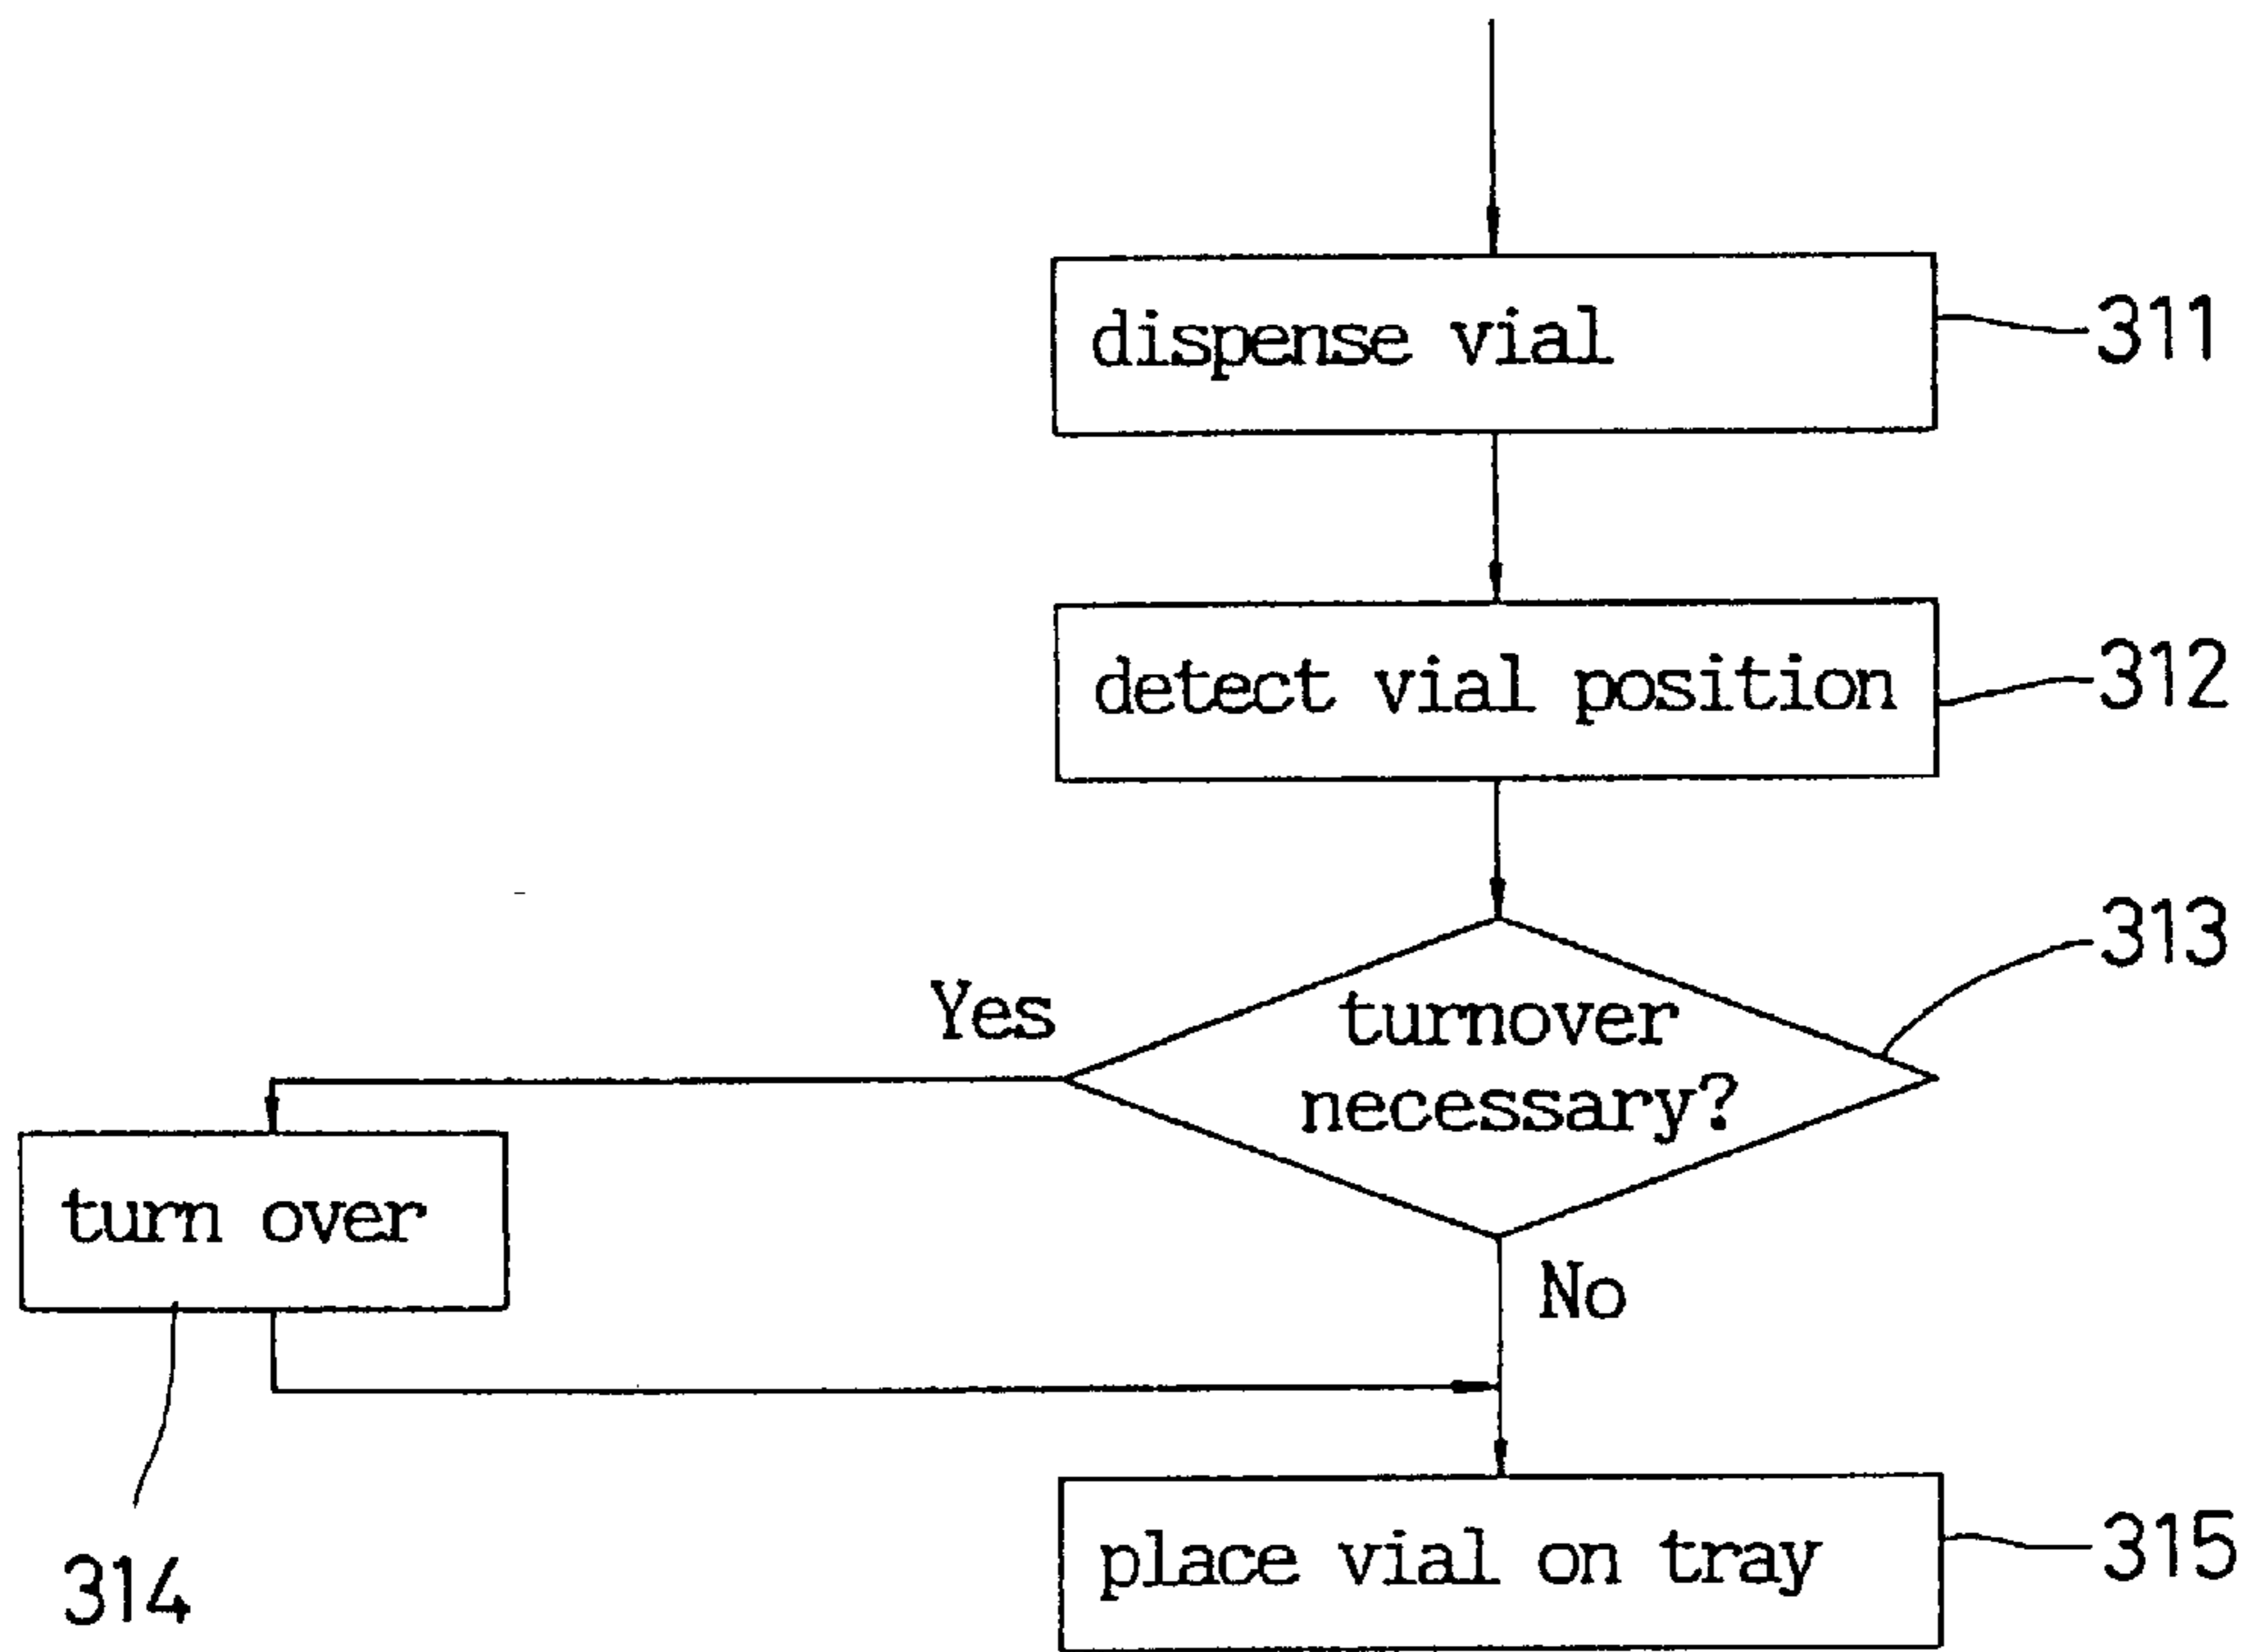 dispense vial
311
detect vial position
312
313
Yes
turnover
necessary?
turn over
No
314
place vial on tray
315